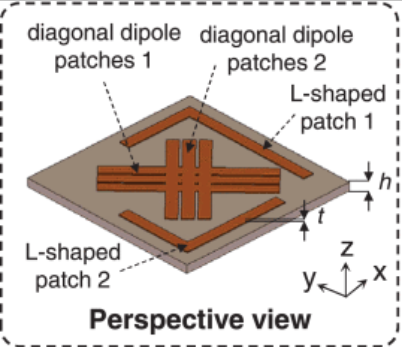 diagonal dipole
patches 1
diagonal dipole
patches 2
L-shaped
patch 1
h
t
L-shaped
patch 2
z
y
x
Perspective view